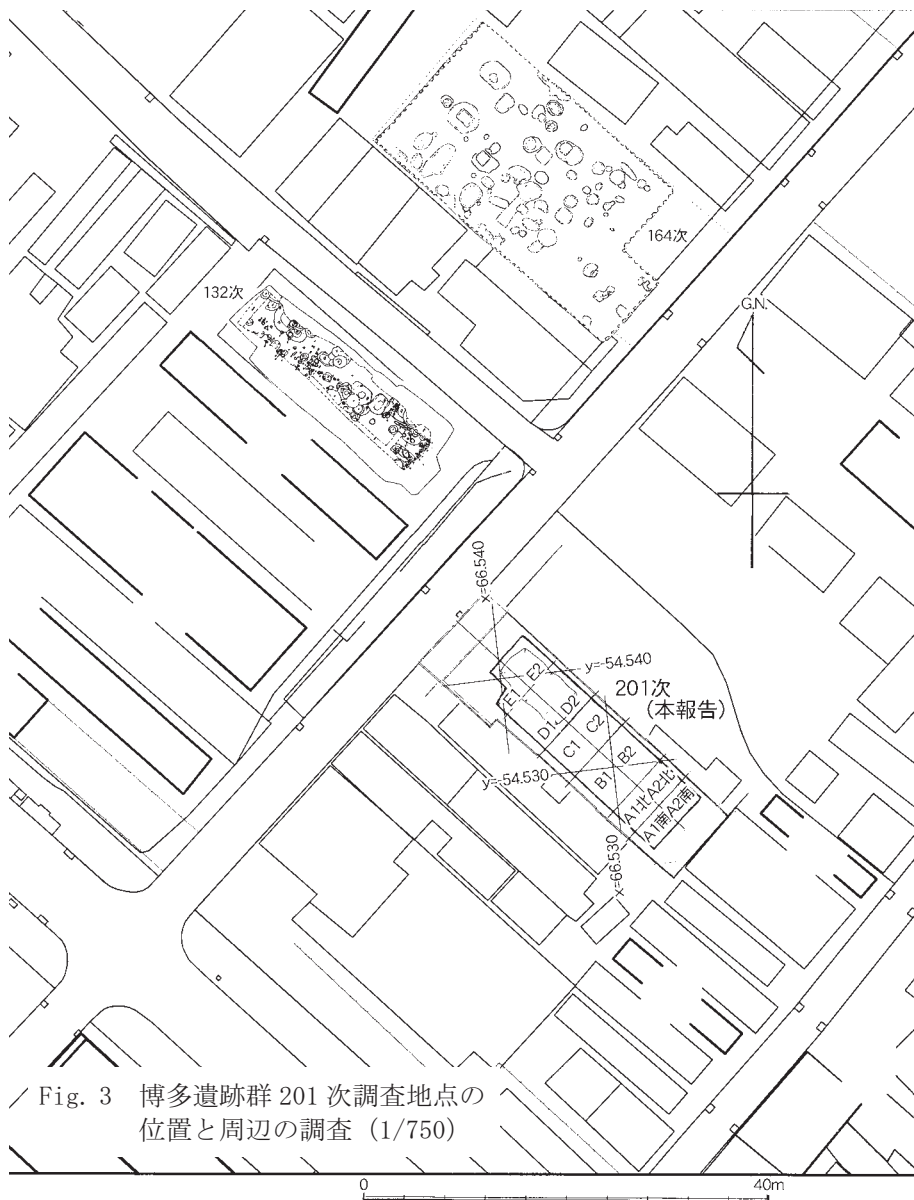 164次
132次
G.N.
x=66.540
y=-54.540
E2
E1
201次
(本報告)
D2
D1
C2
C1
B2
y=-54.530
B1
A2北
A1北
A2南
A1南
x=66.530
Fig. 3 博多遺跡群 201 次調査地点の
位置と周辺の調査 (1/750)
0 40m